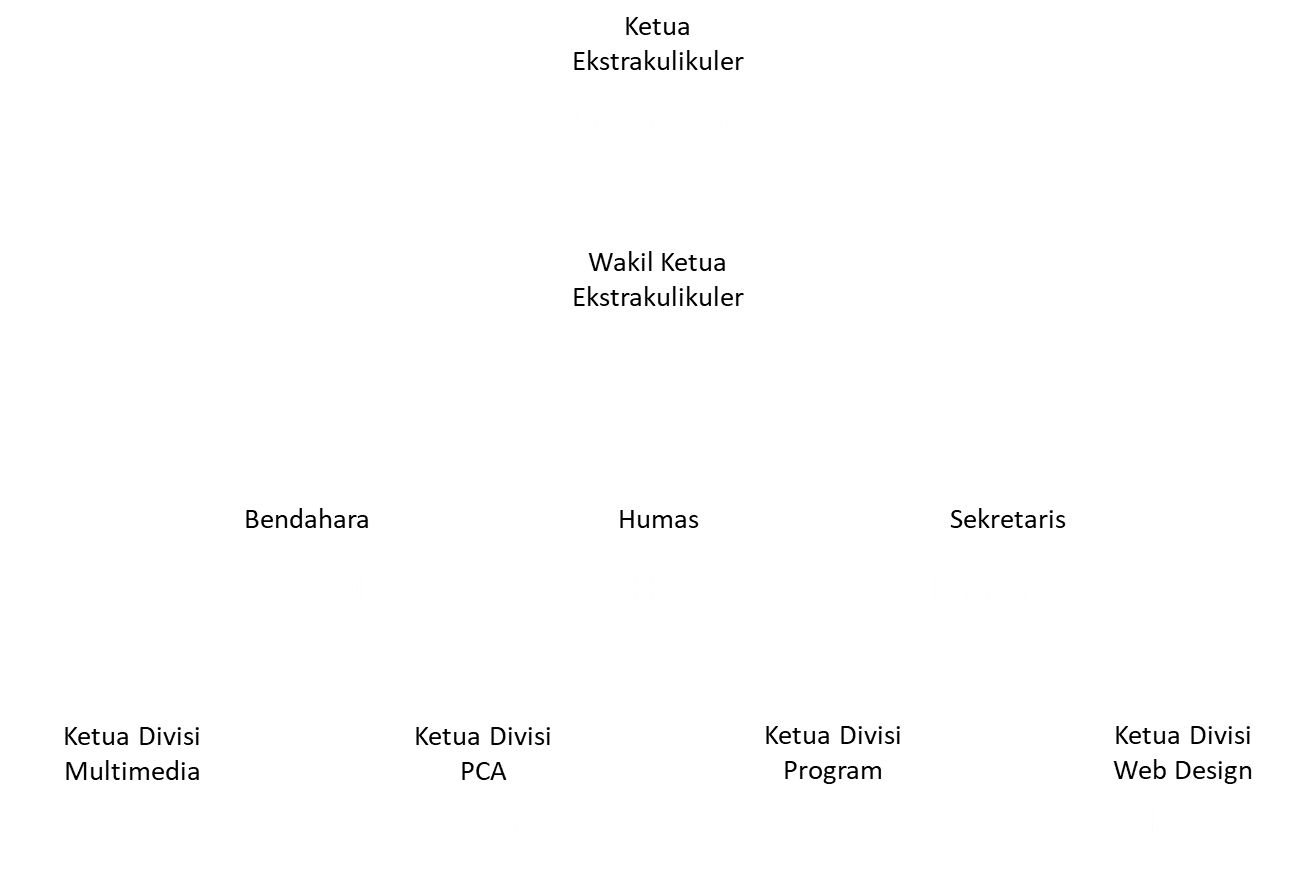 Ketua
Ekstrakulikuler
Wakil Ketua
Ekstrakulikuler
Bendahara
Humas
Sekretaris
Ketua Divisi
Multimedia
Ketua Divisi
PCA
Ketua Divisi
Program
Ketua Divisi
Web Design